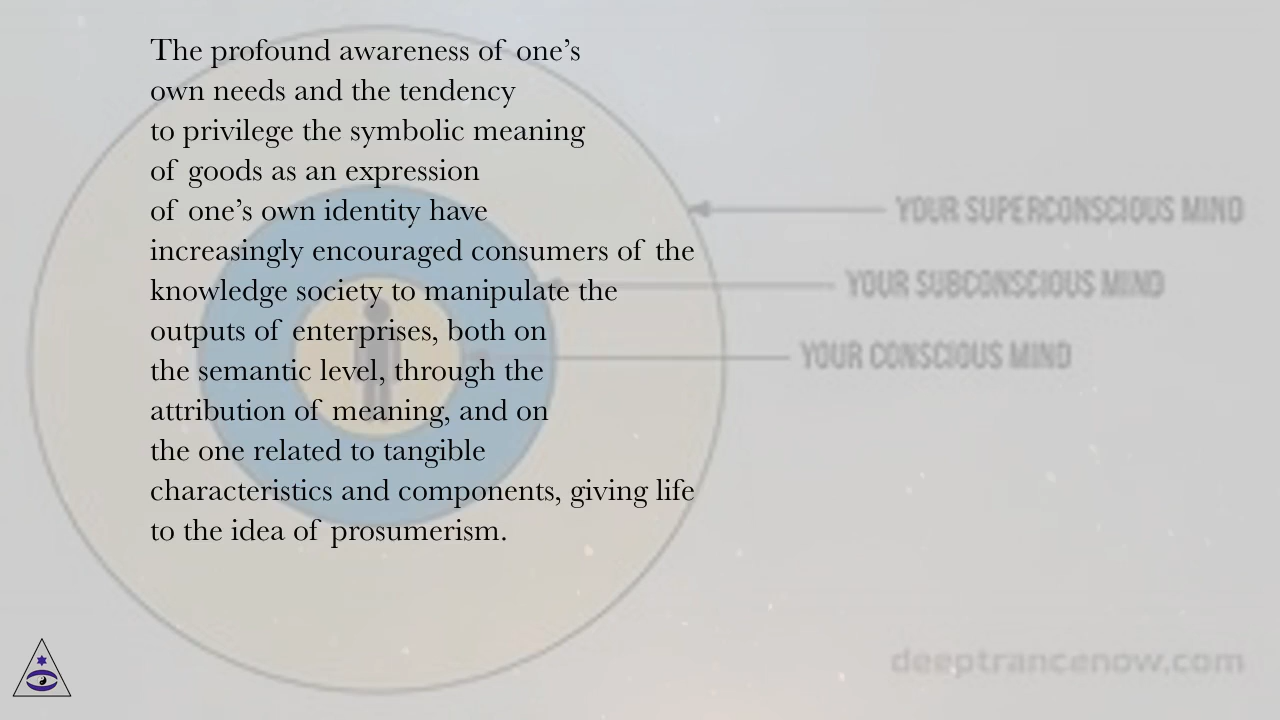 The profound awareness of one’s
own needs and the tendency
to privilege the symbolic meaning
of goods as an expression
of one’s own identity have
increasingly encouraged consumers of the
knowledge society to manipulate the
outputs of enterprises, both on
the semantic level, through the
attribution of meaning, and on
the one related to tangible
characteristics and components, giving life
to the idea of prosumerism.
YOUR SUPERCONSCIOUS MIND
YOUR SUBCONSCIOUS MIND
YOUR CONSCIOUS MIND
deeptrancenow.com